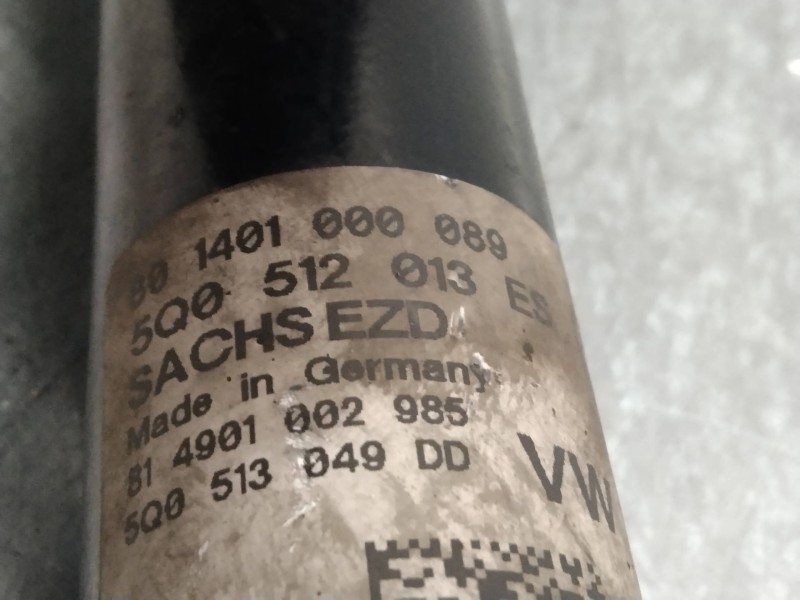 80 1401 000 089
5Q0 512 013 ES
SACHS EZD
Made in Germany
81 4901 002 985
5Q0 513 049 DD
VW